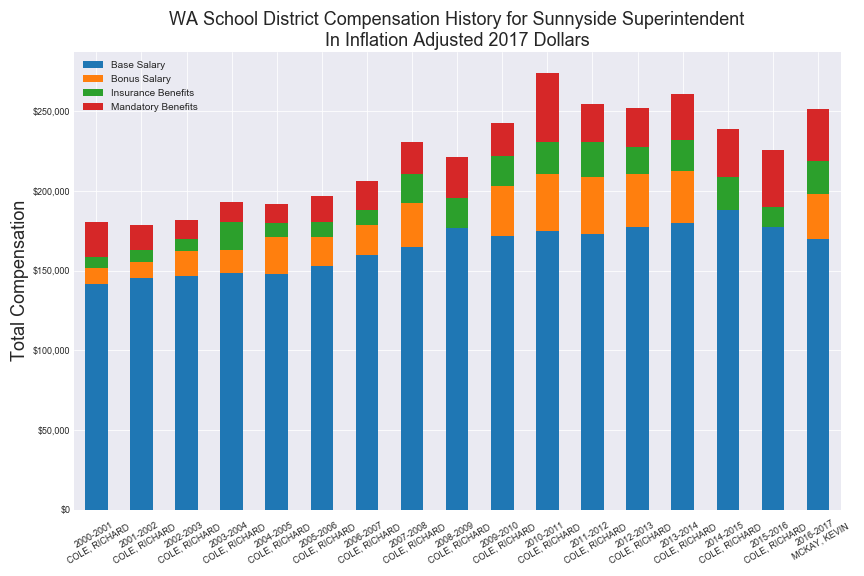 WA School District Compensation History for Sunnyside Superintendent
In Inflation Adjusted 2017 Dollars
Base Salary
Bonus Salary
Insurance Benefits
Mandatory Benefits
Total Compensation
$250,000
$200,000
$150,000
$100,000
$50,000
$0
2000-2001
COLE, RICHARD
2001-2002
COLE, RICHARD
2002-2003
COLE, RICHARD
2003-2004
COLE, RICHARD
2004-2005
COLE, RICHARD
2005-2006
COLE, RICHARD
2006-2007
COLE, RICHARD
2007-2008
COLE, RICHARD
2008-2009
COLE, RICHARD
2009-2010
COLE, RICHARD
2010-2011
COLE, RICHARD
2011-2012
COLE, RICHARD
2012-2013
COLE, RICHARD
2013-2014
COLE, RICHARD
2014-2015
COLE, RICHARD
2015-2016
COLE, RICHARD
2016-2017
MCKAY, KEVIN